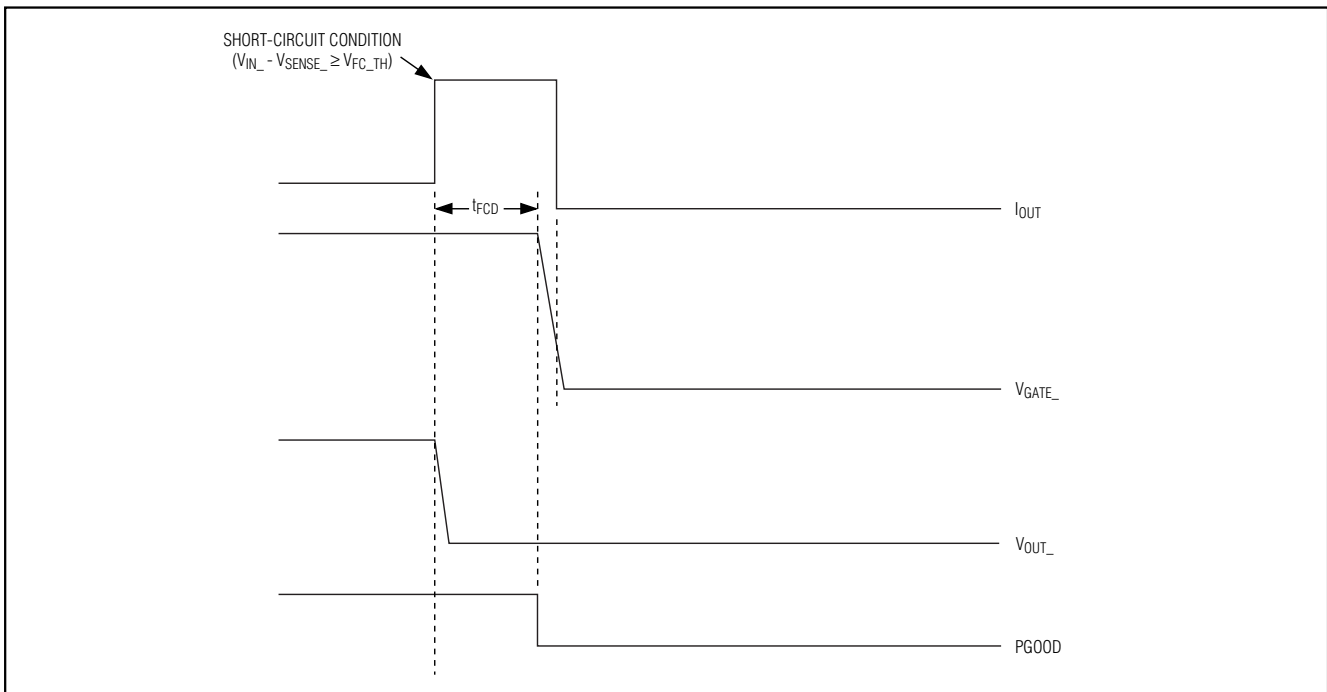 SHORT-CIRCUIT CONDITION
(VIN_ - VSENSE_ ≥ VFC_TH)
tFCD
IOUT
VGATE_
VOUT_
PGOOD